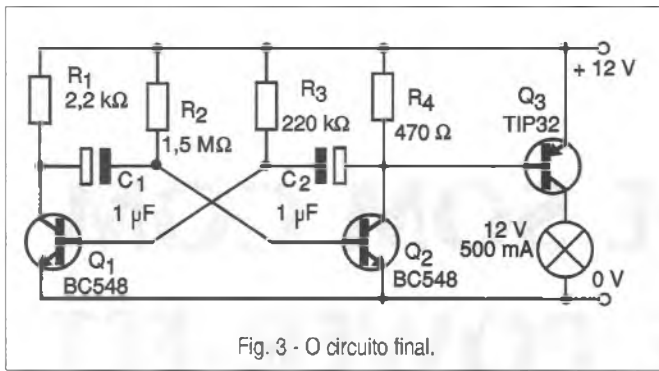 R1
2,2 kΩ
R2
1,5 MΩ
R3
220 kΩ
R4
470 Ω
+ 12 V
Q3
TIP32
C1
1 µF
C2
1 µF
12 V
500 mA
Q1
BC548
Q2
BC548
0 V
Fig. 3 - O circuito final.